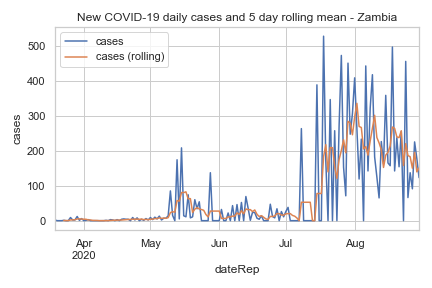 New COVID-19 daily cases and 5 day rolling mean - Zambia
cases
cases (rolling)
500
400
300
200
100
0
cases
Apr
2020
May
Jun
Jul
Aug
dateRep